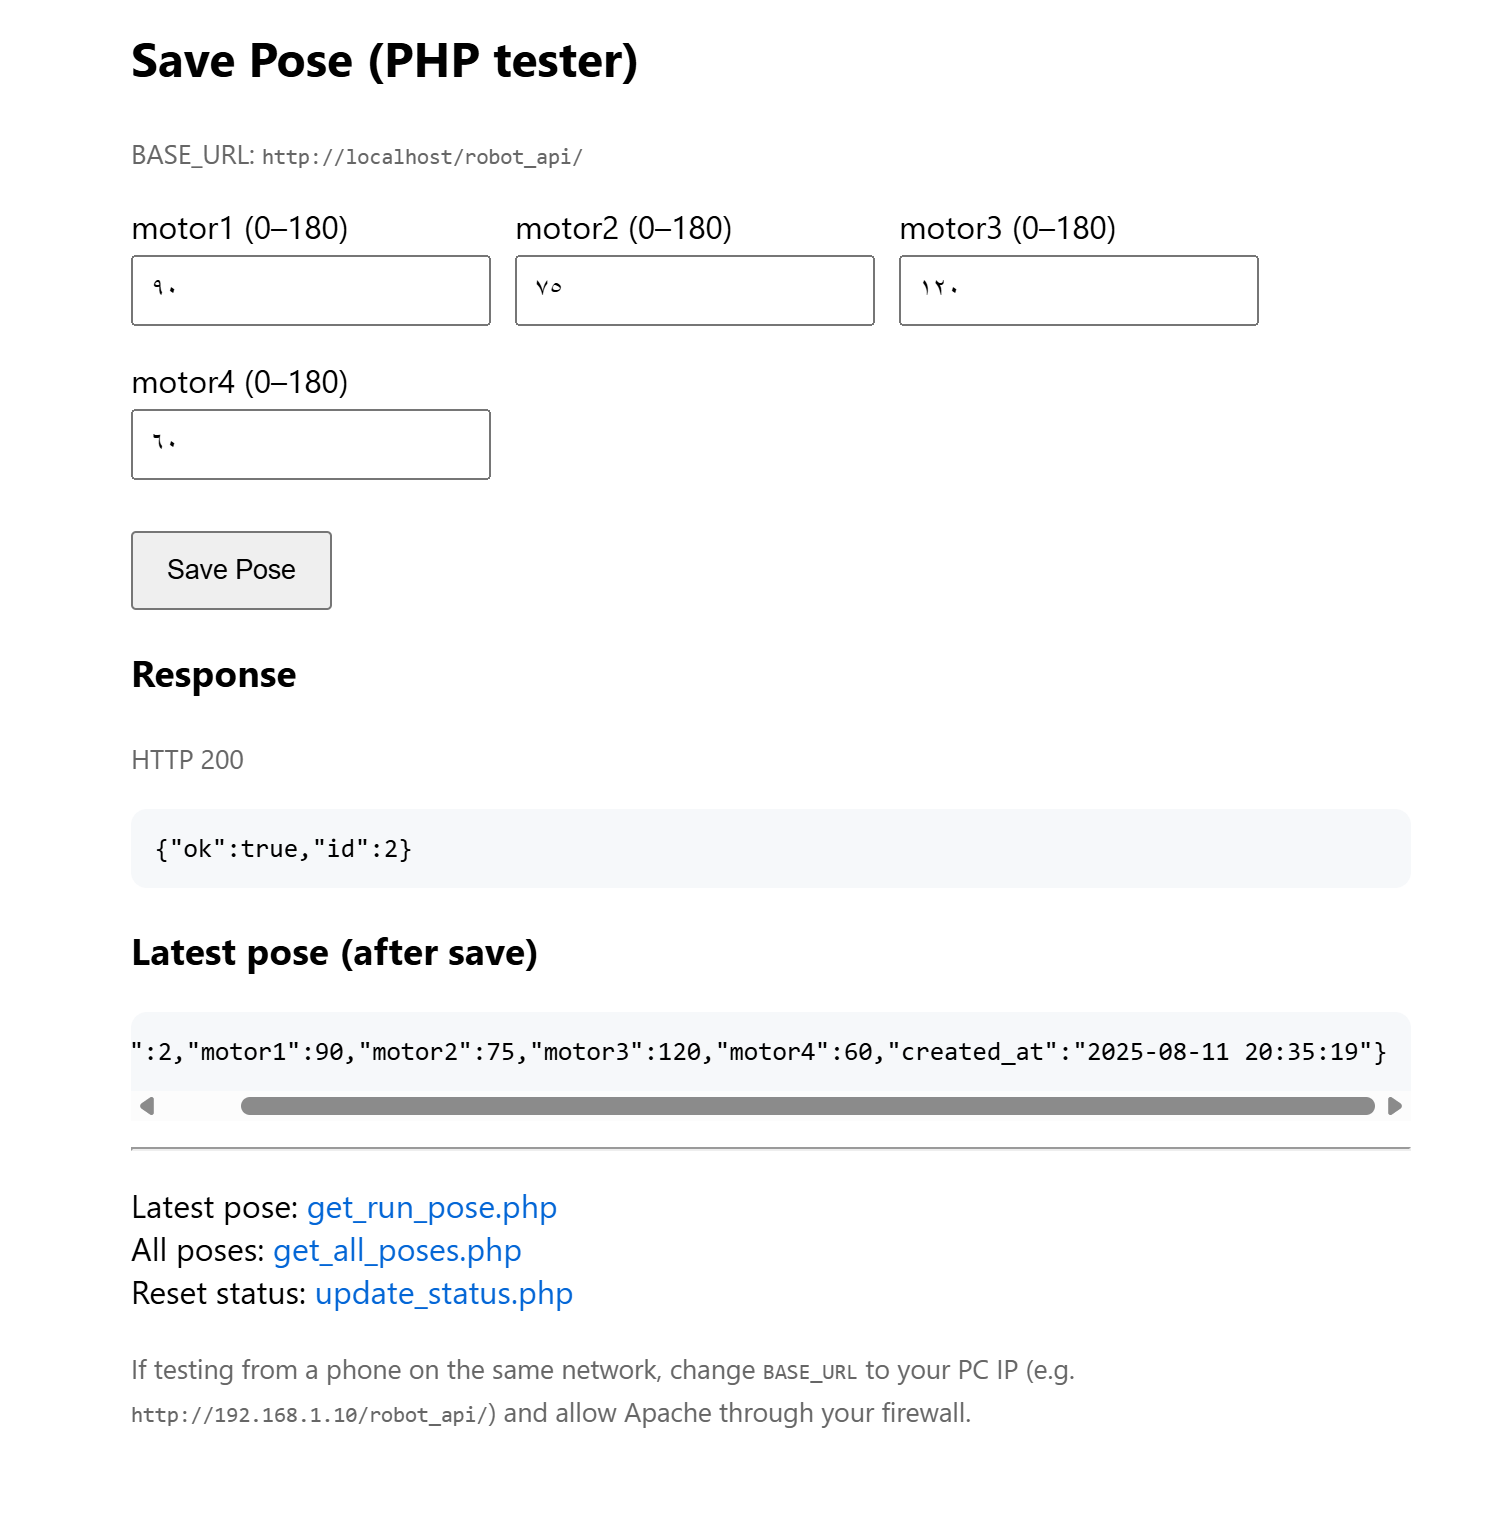 Save Pose (PHP tester)
BASE_URL: http://localhost/robot_api/
motor1 (0–180) motor2 (0–180) motor3 (0–180)
٩٠ ٧٥ ١٢٠
motor4 (0–180)
٦٠
Save Pose
Response
HTTP 200
{"ok":true,"id":2}
Latest pose (after save)
":2,"motor1":90,"motor2":75,"motor3":120,"motor4":60,"created_at":"2025-08-11 20:35:19"}
Latest pose: get_run_pose.php
All poses: get_all_poses.php
Reset status: update_status.php
If testing from a phone on the same network, change BASE_URL to your PC IP (e.g.
http://192.168.1.10/robot_api/) and allow Apache through your firewall.